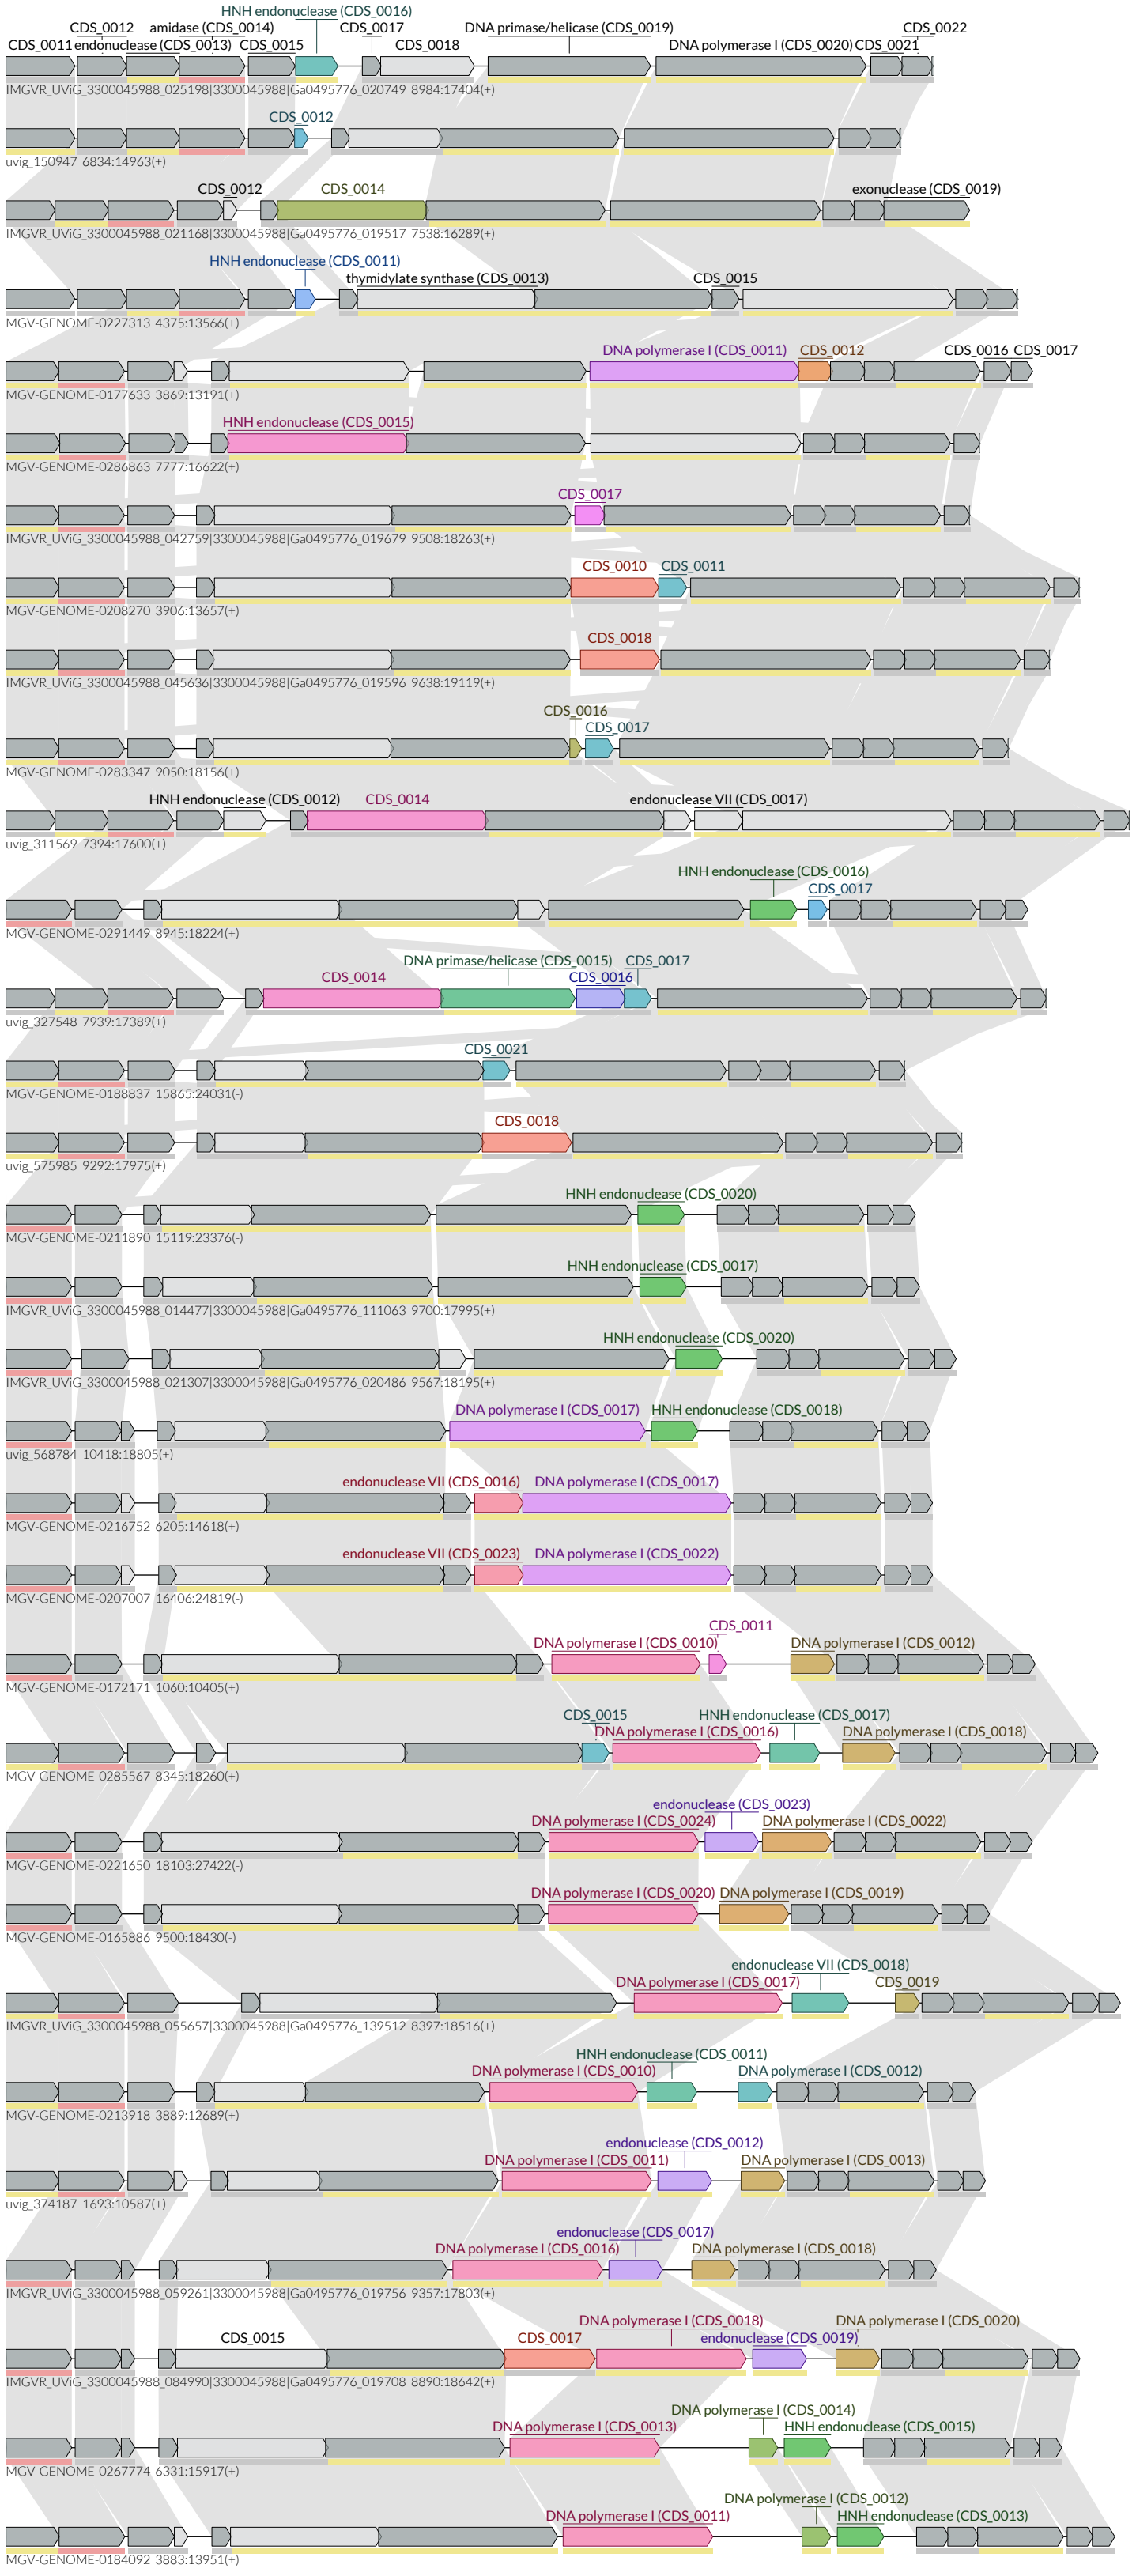 HNH endonuclease (CDS_0016)
CDS_0012 amidase (CDS_0014) CDS_0017 DNA primase/helicase (CDS_0019) CDS_0022
CDS_0011 endonuclease (CDS_0013) CDS_0015 CDS_0018 DNA polymerase I (CDS_0020) CDS_0021
IMGVR_UViG_3300045988_025198|3300045988|Ga0495776_020749 8984:17404(+)
CDS_0012
uvig_150947 6834:14963(+)
CDS_0012 CDS_0014 exonuclease (CDS_0019)
IMGVR_UViG_3300045988_021168|3300045988|Ga0495776_019517 7538:16289(+)
HNH endonuclease (CDS_0011)
thymidylate synthase (CDS_0013) CDS_0015
MGV-GENOME-0227313 4375:13566(+)
DNA polymerase I (CDS_0011) CDS_0012 CDS_0016 CDS_0017
MGV-GENOME-0177633 3869:13191(+)
HNH endonuclease (CDS_0015)
MGV-GENOME-0286863 7777:16622(+)
CDS_0017
IMGVR_UViG_3300045988_042759|3300045988|Ga0495776_019679 9508:18263(+)
CDS_0010 CDS_0011
MGV-GENOME-0208270 3906:13657(+)
CDS_0018
IMGVR_UViG_3300045988_045636|3300045988|Ga0495776_019596 9638:19119(+)
CDS_0016
CDS_0017
MGV-GENOME-0283347 9050:18156(+)
HNH endonuclease (CDS_0012) CDS_0014 endonuclease VII (CDS_0017)
uvig_311569 7394:17600(+)
HNH endonuclease (CDS_0016)
CDS_0017
MGV-GENOME-0291449 8945:18224(+)
DNA primase/helicase (CDS_0015) CDS_0017
CDS_0014 CDS_0016
uvig_327548 7939:17389(+)
CDS_0021
MGV-GENOME-0188837 15865:24031(-)
CDS_0018
uvig_575985 9292:17975(+)
HNH endonuclease (CDS_0020)
MGV-GENOME-0211890 15119:23376(-)
HNH endonuclease (CDS_0017)
IMGVR_UViG_3300045988_014477|3300045988|Ga0495776_111063 9700:17995(+)
HNH endonuclease (CDS_0020)
IMGVR_UViG_3300045988_021307|3300045988|Ga0495776_020486 9567:18195(+)
DNA polymerase I (CDS_0017) HNH endonuclease (CDS_0018)
uvig_568784 10418:18805(+)
endonuclease VII (CDS_0016) DNA polymerase I (CDS_0017)
MGV-GENOME-0216752 6205:14618(+)
endonuclease VII (CDS_0023) DNA polymerase I (CDS_0022)
MGV-GENOME-0207007 16406:24819(-)
CDS_0011
DNA polymerase I (CDS_0010) DNA polymerase I (CDS_0012)
MGV-GENOME-0172171 1060:10405(+)
CDS_0015 HNH endonuclease (CDS_0017)
DNA polymerase I (CDS_0016) DNA polymerase I (CDS_0018)
MGV-GENOME-0285567 8345:18260(+)
endonuclease (CDS_0023)
DNA polymerase I (CDS_0024) DNA polymerase I (CDS_0022)
MGV-GENOME-0221650 18103:27422(-)
DNA polymerase I (CDS_0020) DNA polymerase I (CDS_0019)
MGV-GENOME-0165886 9500:18430(-)
endonuclease VII (CDS_0018)
DNA polymerase I (CDS_0017) CDS_0019
IMGVR_UViG_3300045988_055657|3300045988|Ga0495776_139512 8397:18516(+)
HNH endonuclease (CDS_0011)
DNA polymerase I (CDS_0010) DNA polymerase I (CDS_0012)
MGV-GENOME-0213918 3889:12689(+)
endonuclease (CDS_0012)
DNA polymerase I (CDS_0011) DNA polymerase I (CDS_0013)
uvig_374187 1693:10587(+)
endonuclease (CDS_0017)
DNA polymerase I (CDS_0016) DNA polymerase I (CDS_0018)
IMGVR_UViG_3300045988_059261|3300045988|Ga0495776_019756 9357:17803(+)
DNA polymerase I (CDS_0018) DNA polymerase I (CDS_0020)
CDS_0015 CDS_0017 endonuclease (CDS_0019)
IMGVR_UViG_3300045988_084990|3300045988|Ga0495776_019708 8890:18642(+)
DNA polymerase I (CDS_0014)
DNA polymerase I (CDS_0013) HNH endonuclease (CDS_0015)
MGV-GENOME-0267774 6331:15917(+)
DNA polymerase I (CDS_0012)
DNA polymerase I (CDS_0011) HNH endonuclease (CDS_0013)
MGV-GENOME-0184092 3883:13951(+)